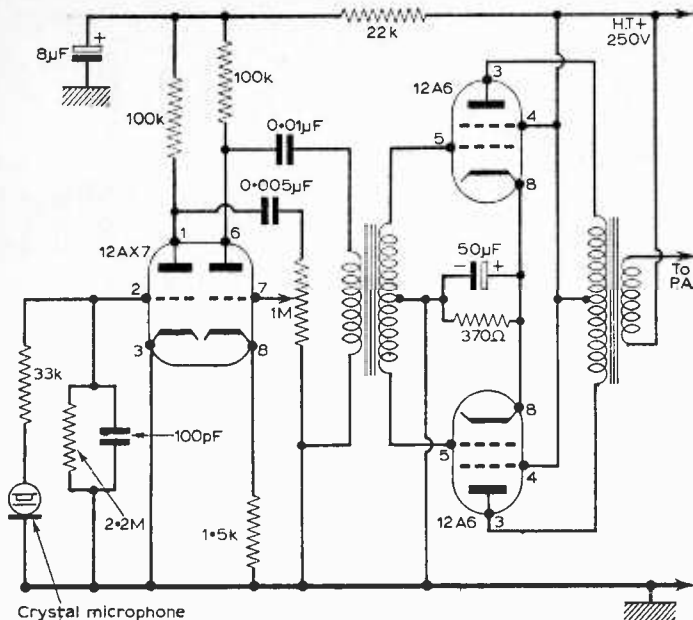 22k
H.T+
250V
8μF
+
100k
100k
12A6
3
4
5
8
0·01μF
0·005μF
50μF
-
+
To
P.A.
1
6
12AX7
2
7
1M
3
8
370Ω
33k
8
5
4
100pF
2·2M
12A6
3
1·5k
Crystal microphone